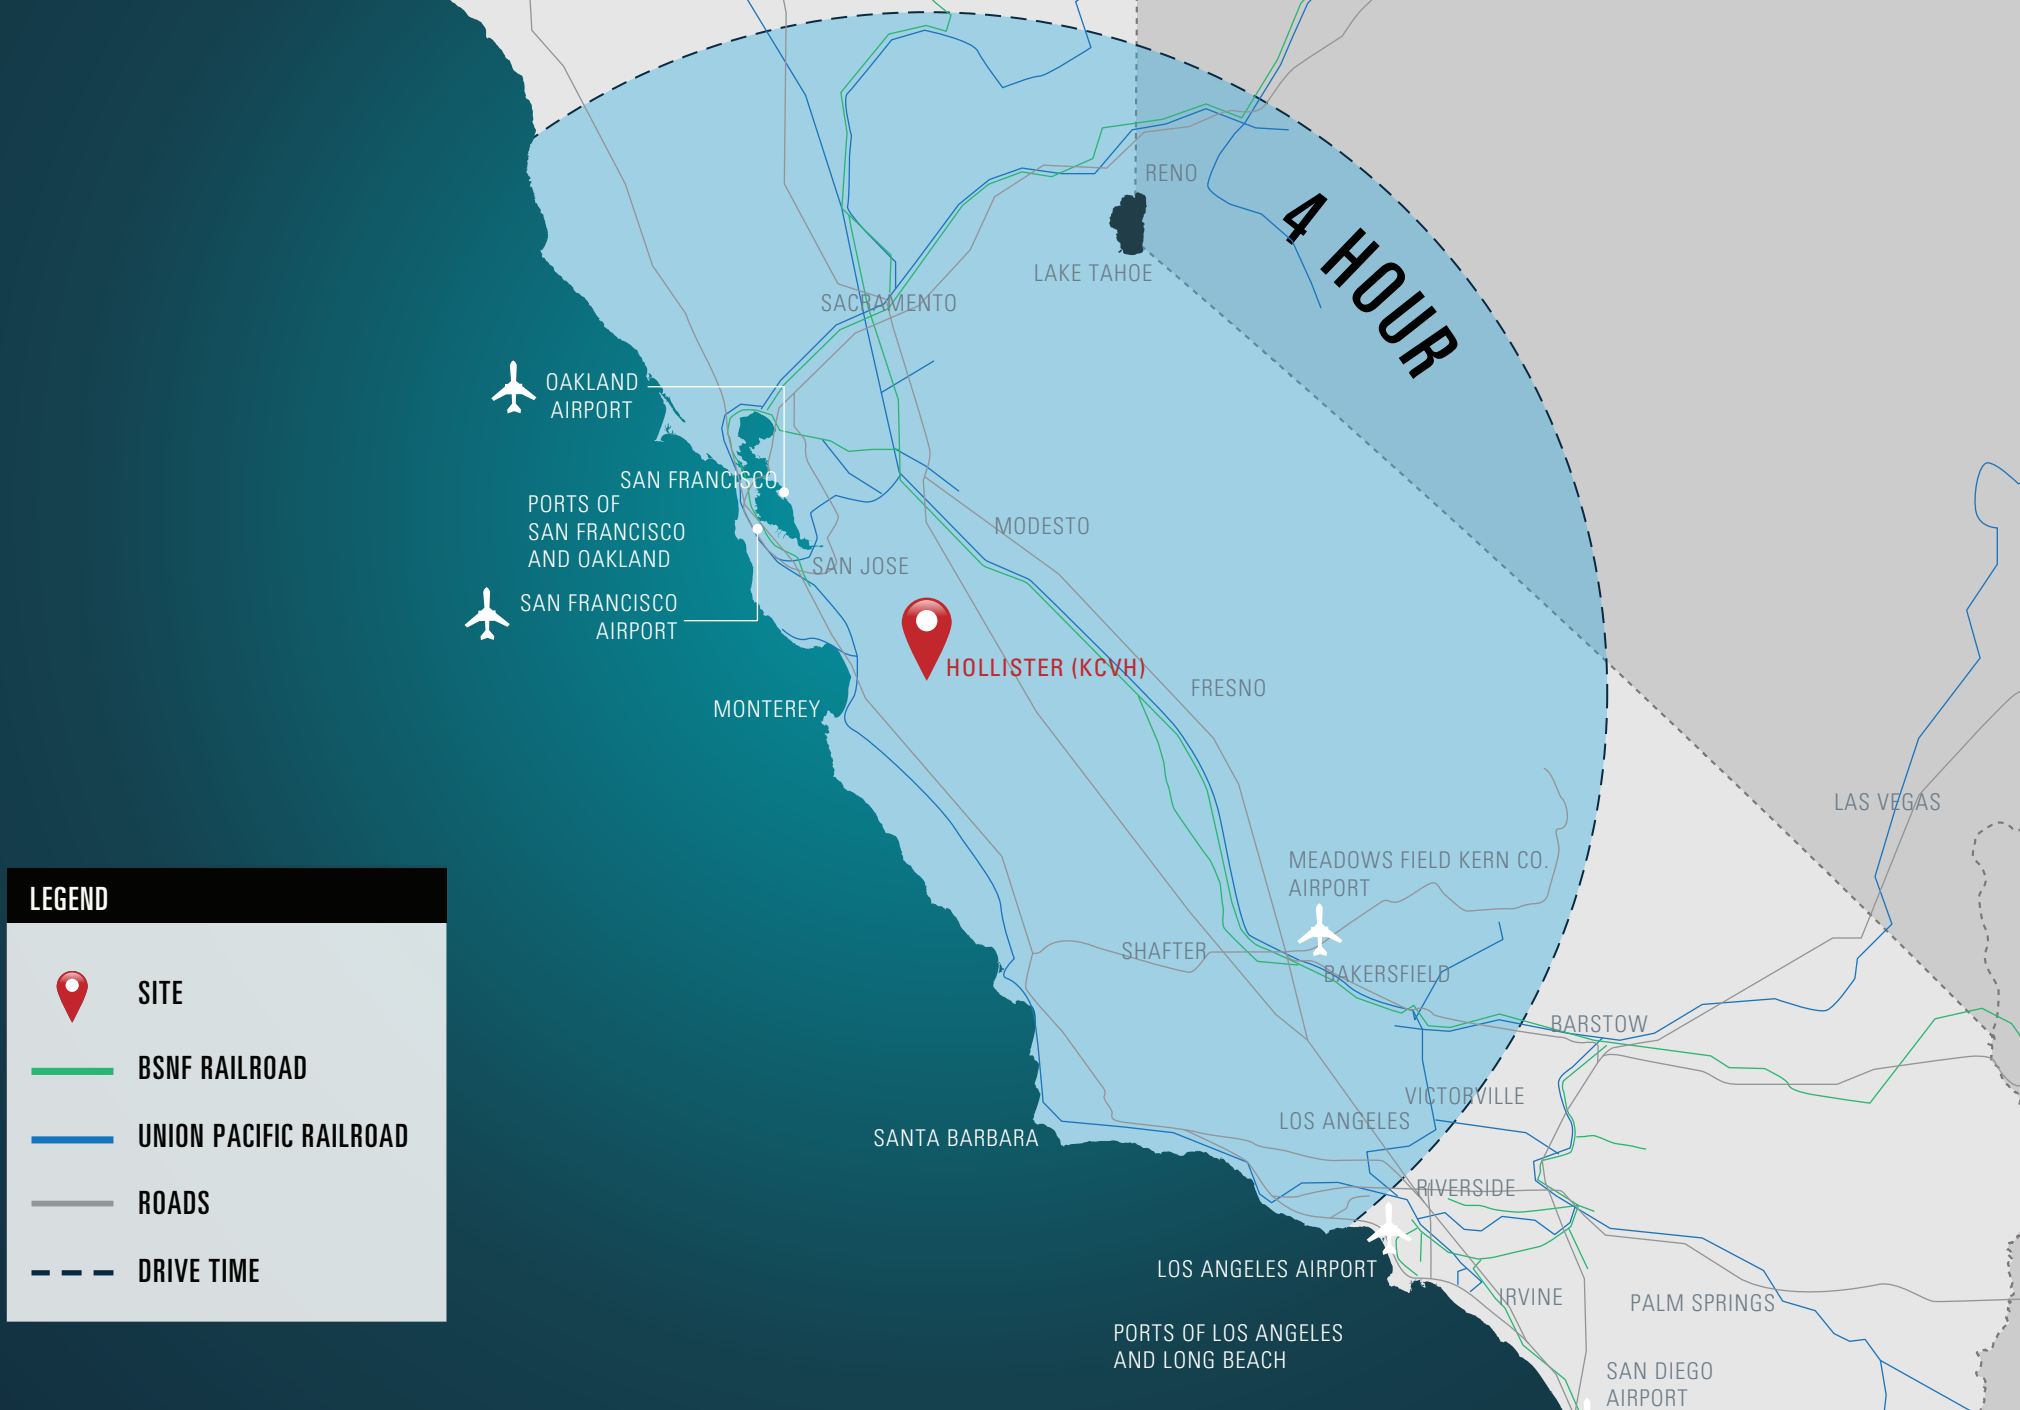 RENO
4 HOUR
LAKE TAHOE
SACRAMENTO
OAKLAND
AIRPORT
SAN FRANCISCO
PORTS OF
SAN FRANCISCO
AND OAKLAND
MODESTO
SAN JOSE
SAN FRANCISCO
AIRPORT
HOLLISTER (KCVH)
FRESNO
MONTEREY
LAS VEGAS
MEADOWS FIELD KERN CO.
AIRPORT
SHAFTER
BAKERSFIELD
BARSTOW
VICTORVILLE
LOS ANGELES
SANTA BARBARA
RIVERSIDE
LOS ANGELES AIRPORT
IRVINE
PALM SPRINGS
PORTS OF LOS ANGELES
AND LONG BEACH
SAN DIEGO
AIRPORT
LEGEND
SITE
BSNF RAILROAD
UNION PACIFIC RAILROAD
ROADS
DRIVE TIME